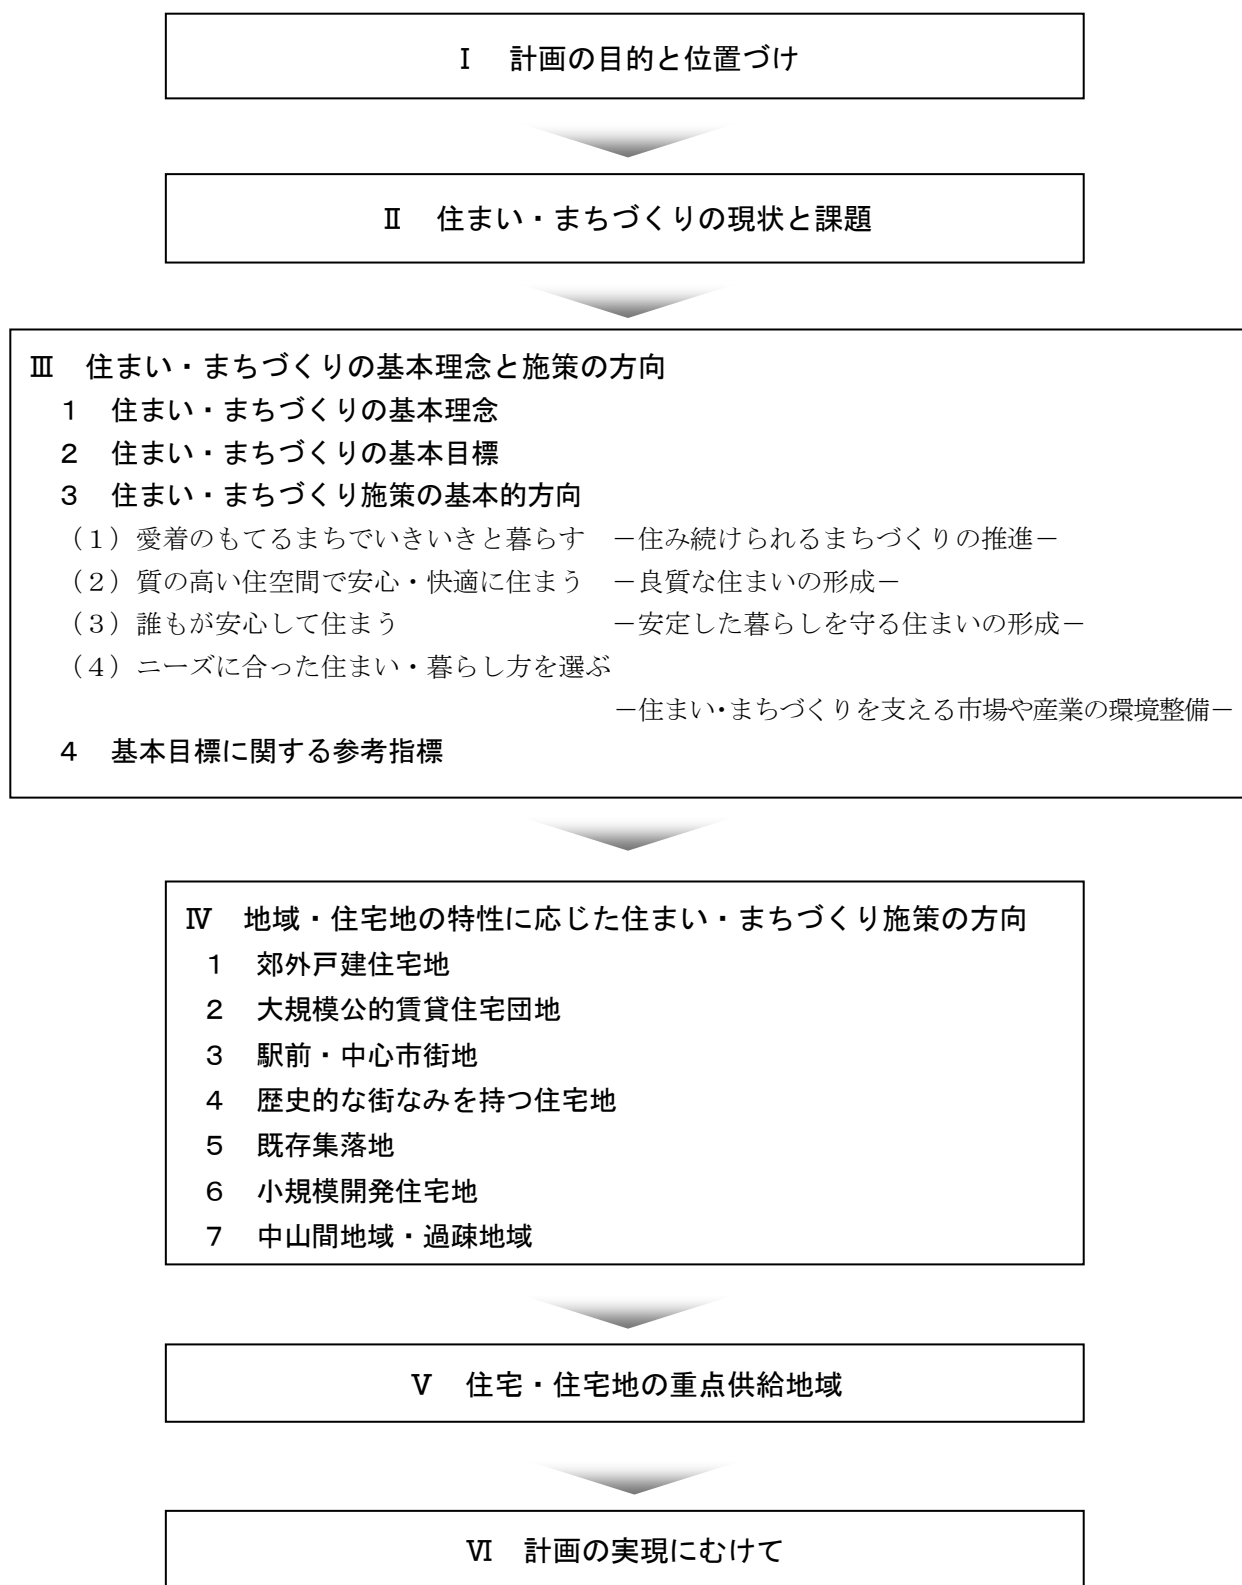 Ⅰ　計画の目的と位置づけ
Ⅱ　住まい・まちづくりの現状と課題
Ⅲ　住まい・まちづくりの基本理念と施策の方向
１　住まい・まちづくりの基本理念
２　住まい・まちづくりの基本目標
３　住まい・まちづくり施策の基本的方向
（１）愛着のもてるまちでいきいきと暮らす　－住み続けられるまちづくりの推進－
（２）質の高い住空間で安心・快適に住まう　－良質な住まいの形成－
（３）誰もが安心して住まう　－安定した暮らしを守る住まいの形成－
（４）ニーズに合った住まい・暮らし方を選ぶ
－住まい・まちづくりを支える市場や産業の環境整備－
４　基本目標に関する参考指標
Ⅳ　地域・住宅地の特性に応じた住まい・まちづくり施策の方向
１　郊外戸建住宅地
２　大規模公的賃貸住宅団地
３　駅前・中心市街地
４　歴史的な街なみを持つ住宅地
５　既存集落地
６　小規模開発住宅地
７　中山間地域・過疎地域
Ⅴ　住宅・住宅地の重点供給地域
Ⅵ　計画の実現にむけて